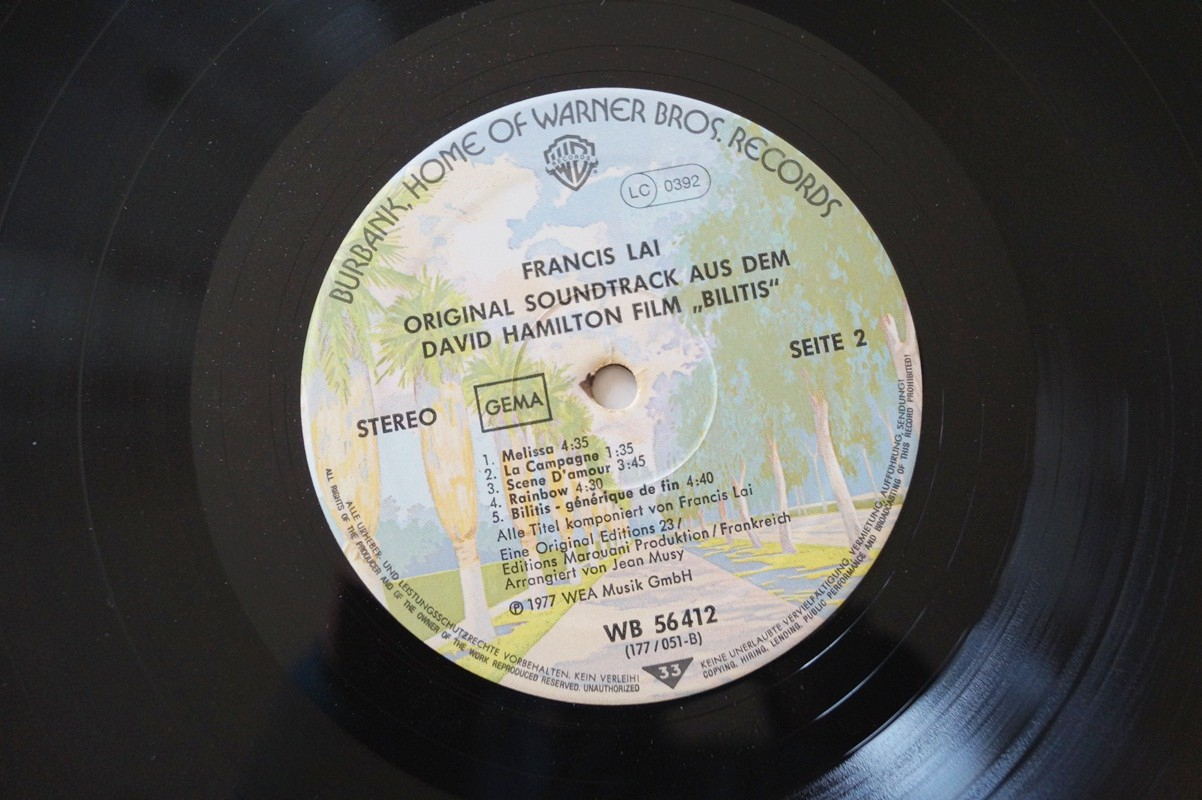 BURBANK, HOME OF WARNER BROS. RECORDS
WB
RECORDS
LC 0392
FRANCIS LAI
ORIGINAL SOUNDTRACK AUS DEM
DAVID HAMILTON FILM „BILITIS“
SEITE 2
STEREO
GEMA
1. Melissa 4:35
2. La Campagne 1:35
3. Scene D'amour 3:45
4. Rainbow 4:30
5. Bilitis - générique de fin 4:40
Alle Titel komponiert von Francis Lai
Eine Original Editions 23/
Editions Marouani Produktion/Frankreich
Arrangiert von Jean Musy
℗ 1977 WEA Musik GmbH
WB 56 412
(177/051-B)
33
ALLE URHEBER- UND LEISTUNGSSCHUTZRECHTE VORBEHALTEN. KEIN VERLEIH! KEINE UNERLAUBTE VERVIELFÄLTIGUNG, VERMIETUNG, AUFFÜHRUNG, SENDUNG!
ALL RIGHTS OF THE PRODUCER AND OF THE OWNER OF THE WORK REPRODUCED RESERVED. UNAUTHORIZED COPYING, HIRING, LENDING, PUBLIC PERFORMANCE AND BROADCASTING OF THIS RECORD PROHIBITED!